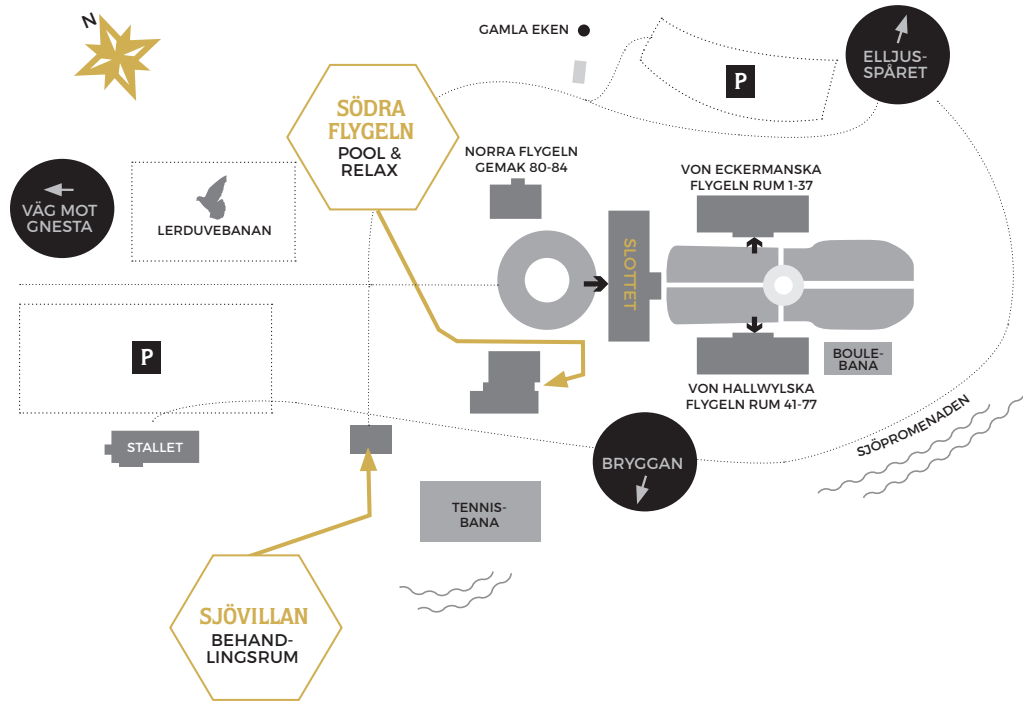 N
GAMLA EKEN
P
ELLJUS-
SPÅRET
SÖDRA
FLYGELN
POOL &
RELAX
NORRA FLYGELN
GEMAK 80-84
VON ECKERMANSKA
FLYGELN RUM 1-37
VÄG MOT
GNESTA
LERDUVEBANAN
SLOTTET
P
BOULE-
BANA
VON HALLWYLSKA
FLYGELN RUM 41-77
SJÖPROMENADEN
STALLET
BRYGGAN
TENNIS-
BANA
SJÖVILLAN
BEHAND-
LINGSRUM